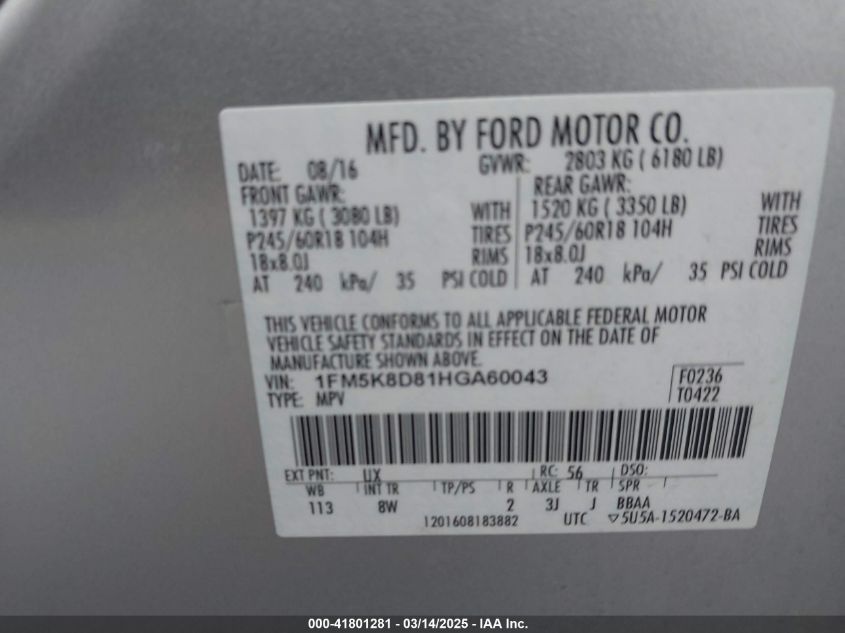 MFD. BY FORD MOTOR CO.
DATE: 08/16 GVWR: 2803 KG ( 6180 LB)
FRONT GAWR: REAR GAWR:
1397 KG ( 3080 LB) WITH 1520 KG ( 3350 LB) WITH
P245/60R18 104H TIRES P245/60R18 104H TIRES
18x8.0J RIMS 18x8.0J RIMS
AT 240 kPa/ 35 PSI COLD AT 240 kPa/ 35 PSI COLD
THIS VEHICLE CONFORMS TO ALL APPLICABLE FEDERAL MOTOR
VEHICLE SAFETY STANDARDS IN EFFECT ON THE DATE OF
MANUFACTURE SHOWN ABOVE.
VIN: 1FM5K8D81HGA60043 F0236
TYPE: MPV T0422
EXT PNT: UX RC: 56 DSO:
WB INT TR TP/PS R AXLE TR SPR
113 8W 2 3J J BBAA
1201608183882 UTC ▽5U5A-1520472-BA
000-41801281 - 03/14/2025 - IAA Inc.